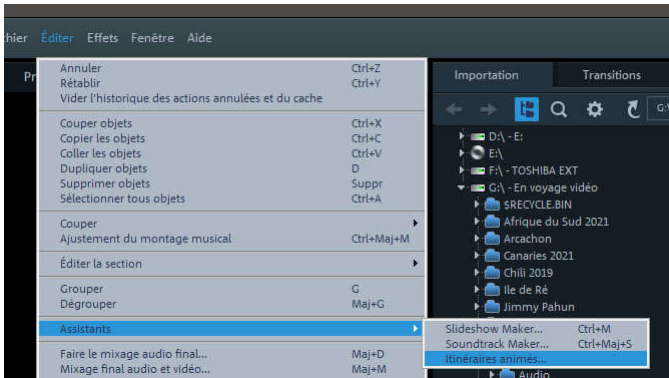 hier Éditer Effets Fenêtre Aide
Annuler Ctrl+Z
Rétablir Ctrl+Y
Vider l'historique des actions annulées et du cache
Couper objets Ctrl+X
Copier les objets Ctrl+C
Coller les objets Ctrl+V
Dupliquer objets D
Supprimer objets Suppr
Sélectionner tous objets Ctrl+A
Couper
Ajustement du montage musical Ctrl+Maj+M
Éditer la section
Grouper G
Dégrouper Maj+G
Assistants
Faire le mixage audio final... Maj+D
Mixage final audio et vidéo... Maj+M
Pr
Importation Transitions
G:\
D:\ - E:
E:\
F:\ - TOSHIBA EXT
G:\ - En voyage vidéo
$RECYCLE.BIN
Afrique du Sud 2021
Arcachon
Canaries 2021
Chili 2019
Ile de Ré
Jimmy Pahun
Slideshow Maker... Ctrl+M
Soundtrack Maker... Ctrl+Maj+S
Itinéraires animés...
Audio